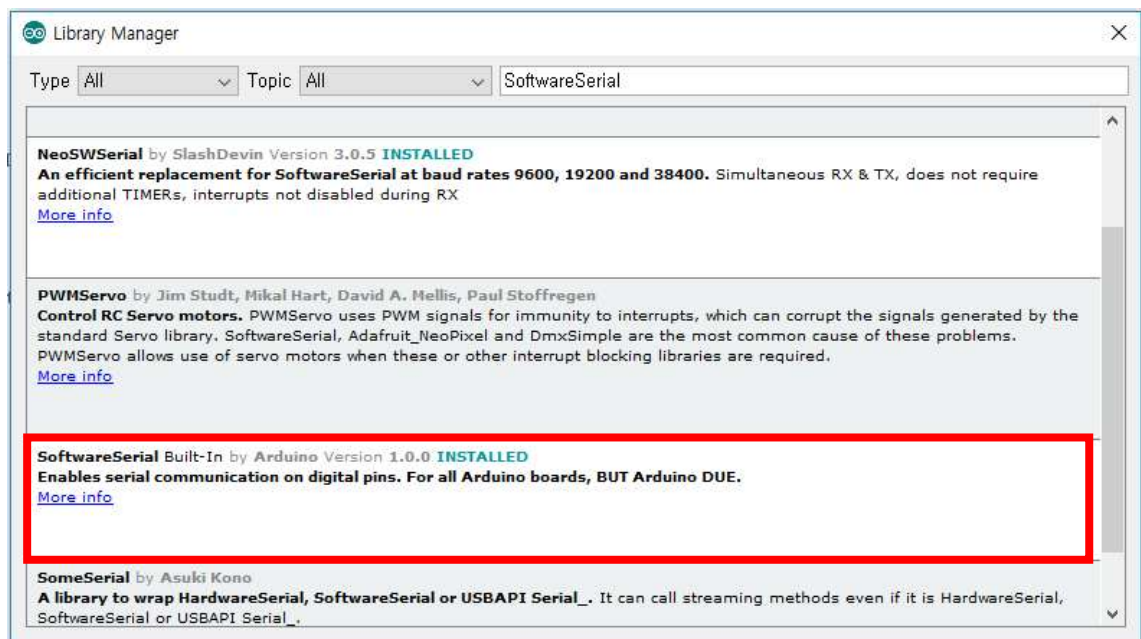 Library Manager
Type All Topic All SoftwareSerial
NeoSWSerial by SlashDevin Version 3.0.5 INSTALLED
An efficient replacement for SoftwareSerial at baud rates 9600, 19200 and 38400. Simultaneous RX & TX, does not require
additional TIMERs, interrupts not disabled during RX
More info
PWMServo by Jim Studt, Mikal Hart, David A. Mellis, Paul Stoffregen
Control RC Servo motors. PWMServo uses PWM signals for immunity to interrupts, which can corrupt the signals generated by the
standard Servo library. SoftwareSerial, Adafruit_NeoPixel and DmxSimple are the most common cause of these problems.
PWMServo allows use of servo motors when these or other interrupt blocking libraries are required.
More info
SoftwareSerial Built-In by Arduino Version 1.0.0 INSTALLED
Enables serial communication on digital pins. For all Arduino boards, BUT Arduino DUE.
More info
SomeSerial by Asuki Kono
A library to wrap HardwareSerial, SoftwareSerial or USBAPI Serial_. It can call streaming methods even if it is HardwareSerial,
SoftwareSerial or USBAPI Serial_.